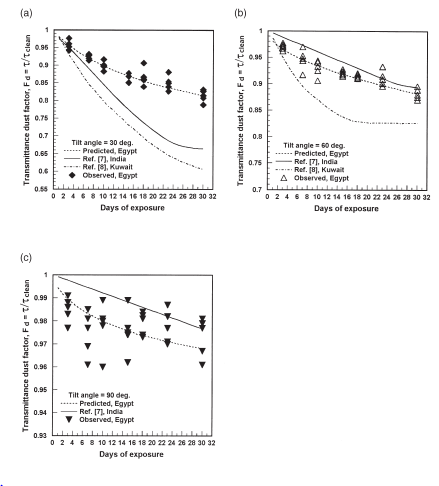 (a)
Transmittance dust factor, F d = τ/τ clean
1
0.95
0.9
0.85
0.8
0.75
0.7
0.65
0.6
0.55
0.5
Tilt angle = 30 deg.
Predicted, Egypt
Ref. [7], India
Ref. [8], Kuwait
Observed, Egypt
0 2 4 6 8 10 12 14 16 18 20 22 24 26 28 30 32
Days of exposure
(b)
Transmittance dust factor, F d = τ/τ clean
1
0.95
0.9
0.85
0.8
0.75
0.7
Tilt angle = 60 deg.
Predicted, Egypt
Ref. [7], India
Ref. [8], Kuwait
Observed, Egypt
0 2 4 6 8 10 12 14 16 18 20 22 24 26 28 30 32
Days of exposure
(c)
Transmittance dust factor, F d = τ/τ clean
1
0.99
0.98
0.97
0.96
0.95
0.94
0.93
Tilt angle = 90 deg.
Predicted, Egypt
Ref. [7], India
Observed, Egypt
0 2 4 6 8 10 12 14 16 18 20 22 24 26 28 30 32
Days of exposure